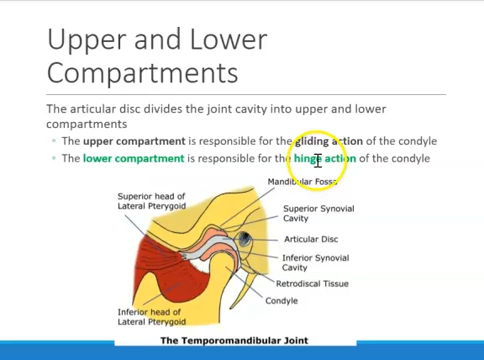 Upper and Lower
Compartments
The articular disc divides the joint cavity into upper and lower
compartments
The upper compartment is responsible for the gliding action of the condyle
The lower compartment is responsible for the hinge action of the condyle
Mandibular Fossa
Superior head of
Lateral Pterygoid
Superior Synovial
Cavity
Articular Disc
Inferior Synovial
Cavity
Retrodiscal Tissue
Condyle
Inferior head of
Lateral Pterygoid
The Temporomandibular Joint